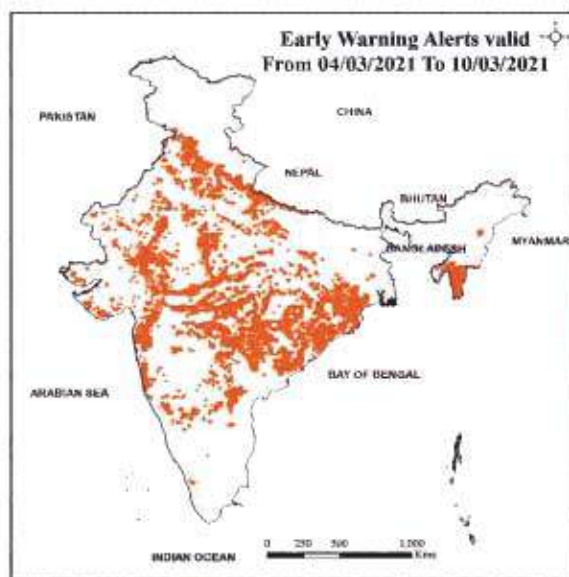 Early Warning Alerts valid
From 04/03/2021 To 10/03/2021
PAKISTAN
CHINA
NEPAL
BHUTAN
BANGLADESH
MYANMAR
ARABIAN SEA
BAY OF BENGAL
INDIAN OCEAN
0 250 500 1,000
Kms